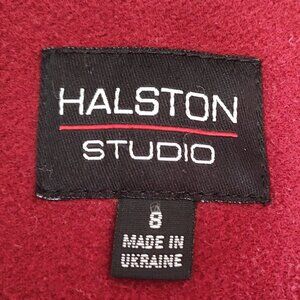 HALSTON
STUDIO
8
MADE IN
UKRAINE